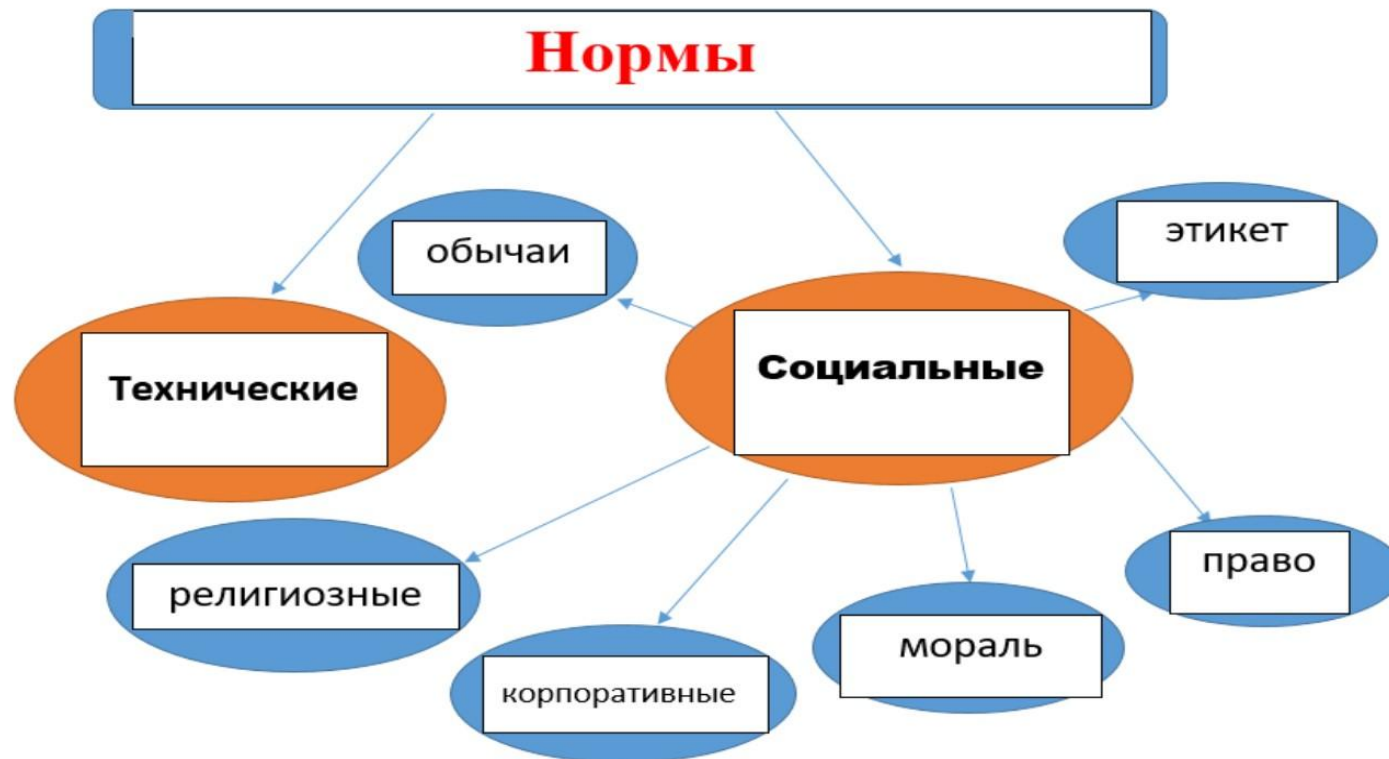 Нормы
обычаи
этикет
Технические
Социальные
религиозные
корпоративные
мораль
право